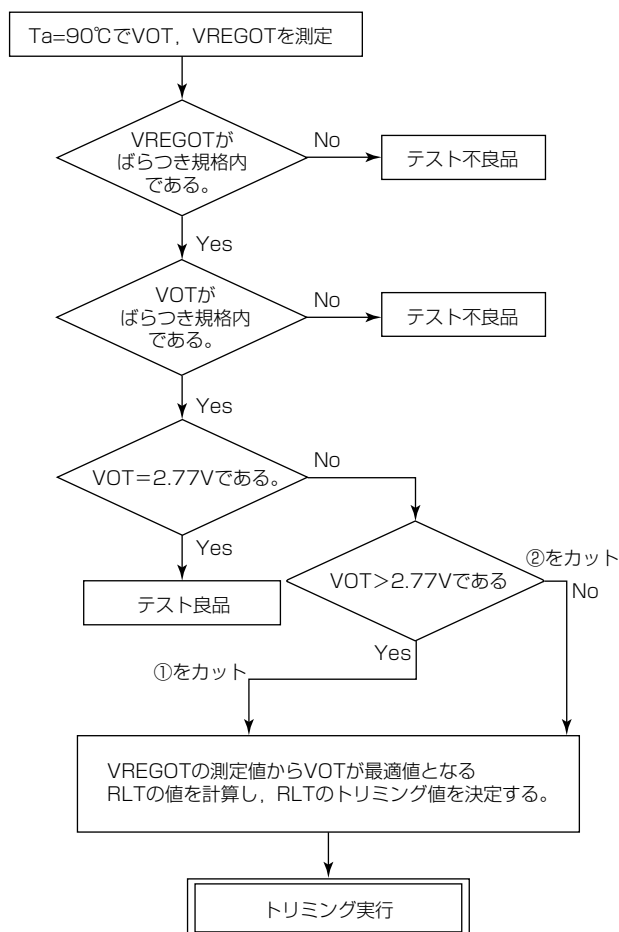 Ta=90℃でVOT，VREGOTを測定
VREGOTが
ばらつき規格内
である。
No
テスト不良品
Yes
VOTが
ばらつき規格内
である。
No
テスト不良品
Yes
VOT＝2.77Vである。
No
Yes
テスト良品
VOT＞2.77Vである
②をカット
No
Yes
①をカット
VREGOTの測定値からVOTが最適値となる
RLTの値を計算し，RLTのトリミング値を決定する。
トリミング実行